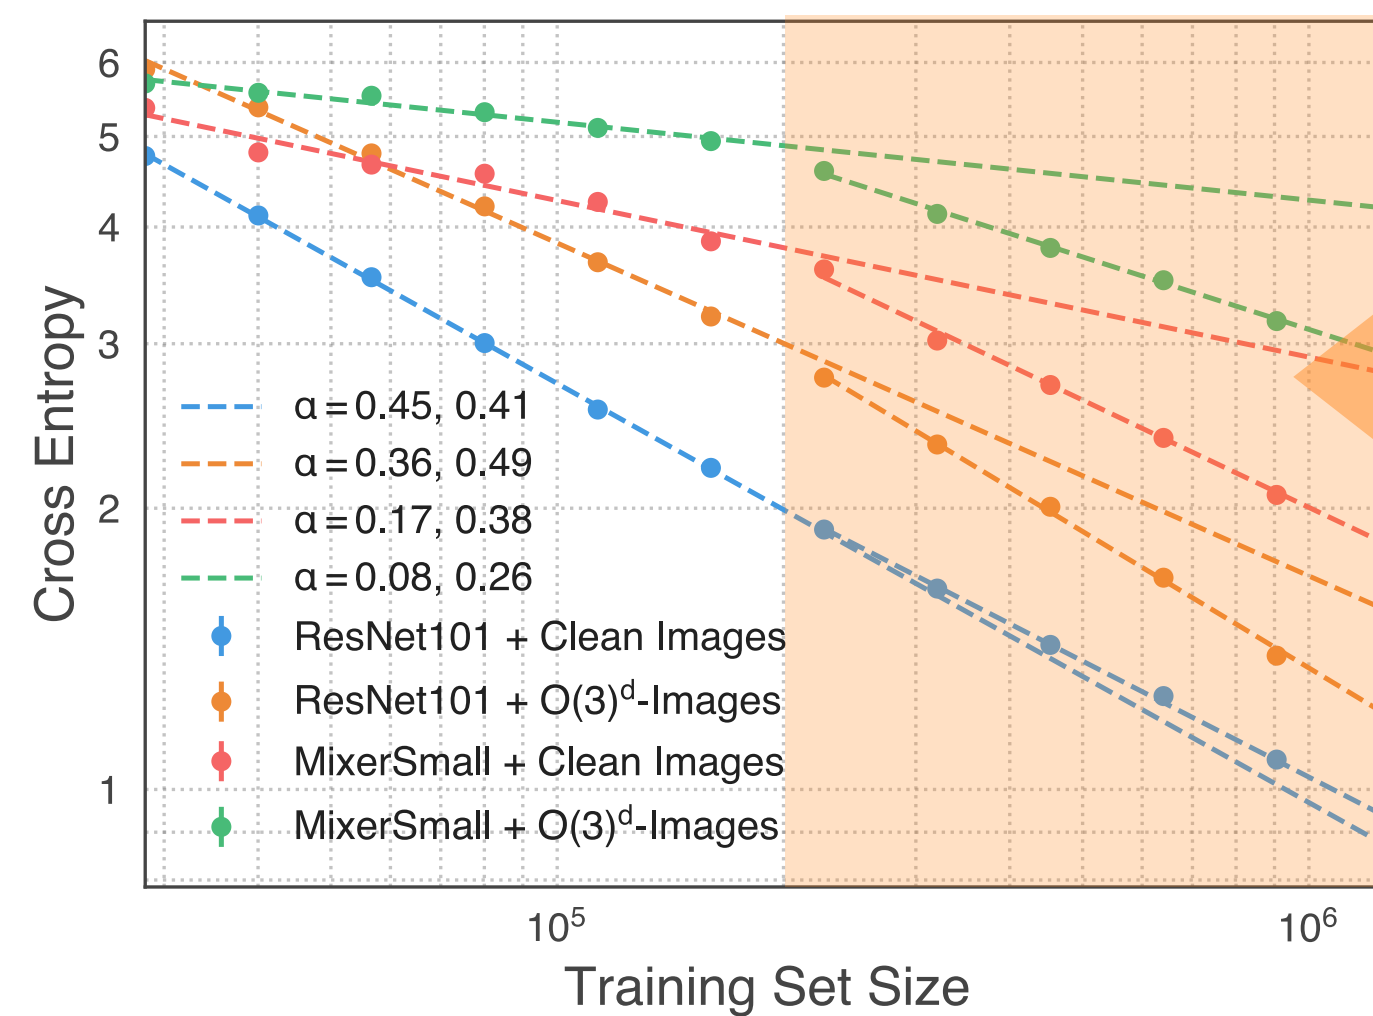 6
5
4
3
2
1
Cross Entropy
α=0.45, 0.41
α=0.36, 0.49
α=0.17, 0.38
α=0.08, 0.26
ResNet101 + Clean Images
ResNet101 + O(3)ᵈ-Images
MixerSmall + Clean Images
MixerSmall + O(3)ᵈ-Images
10⁵ 10⁶
Training Set Size